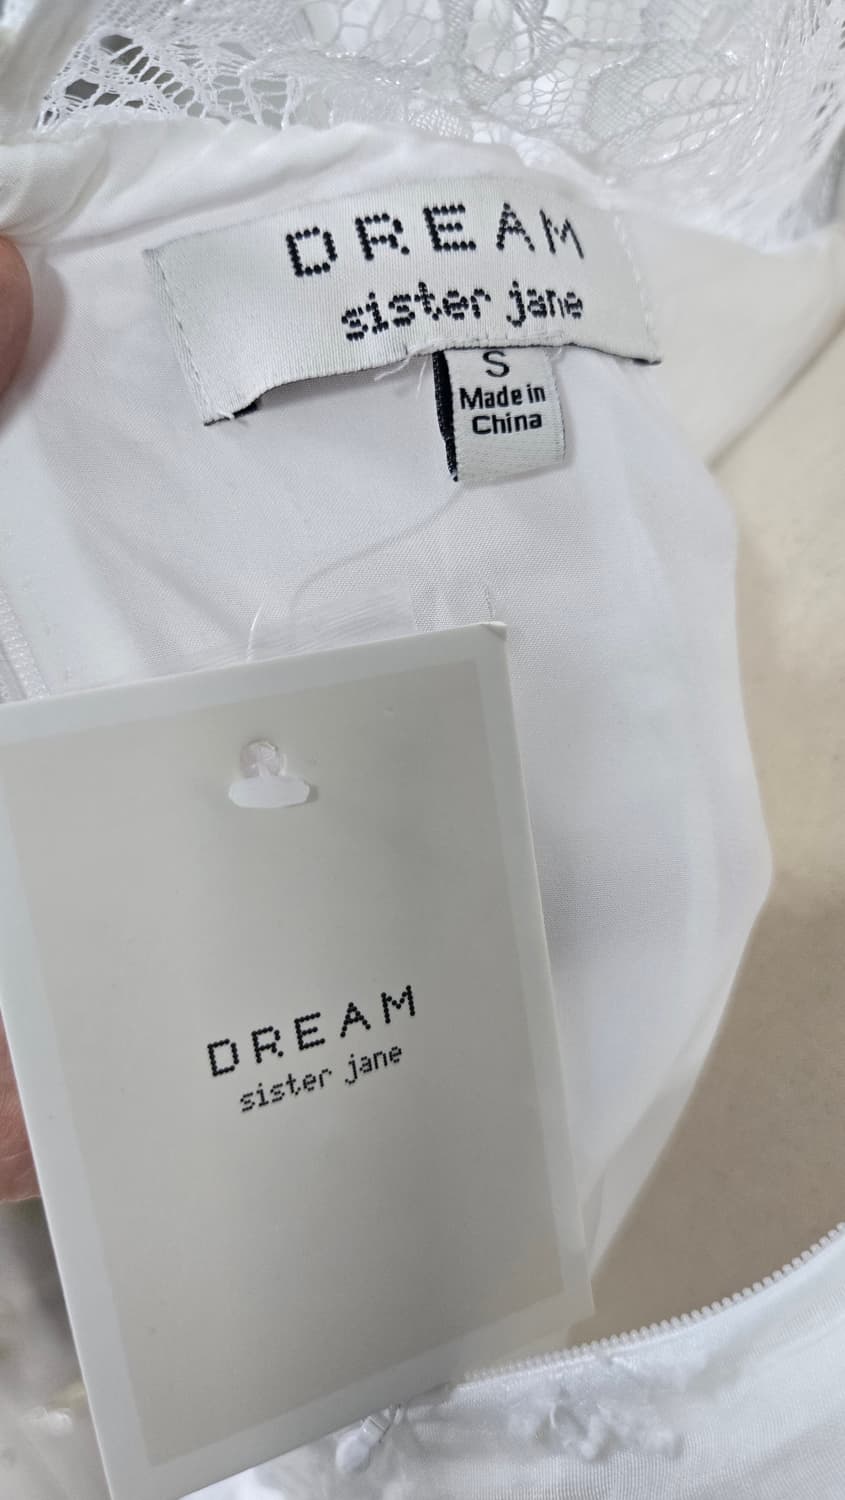 DREAM
sister jane
S
Made in
China
DREAM
sister jane